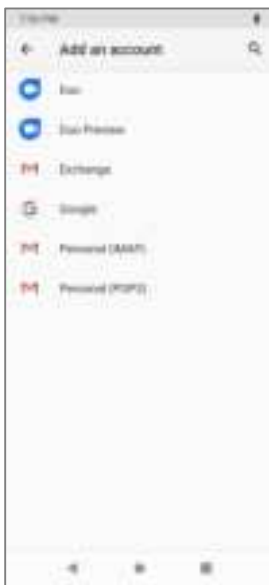 Add an account
Duo
Duo Preview
Exchange
Google
Personal (IMAP)
Personal (POP3)